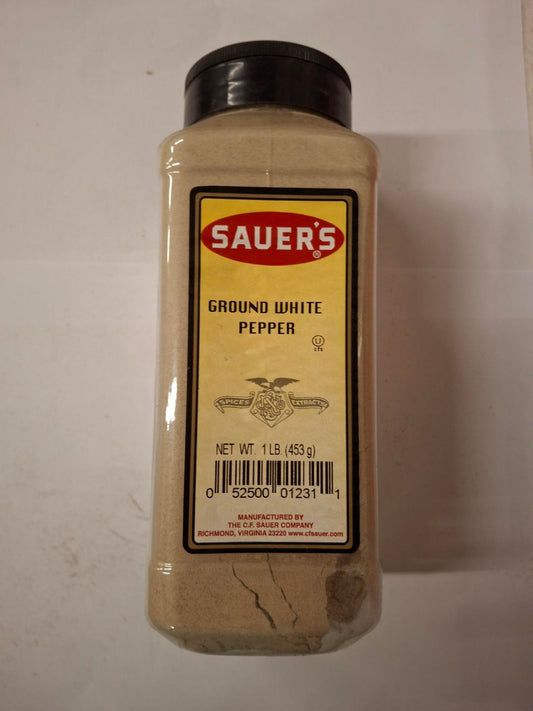 SAUER'S
®
GROUND WHITE
PEPPER
U
cfs
SPICES EXTRACTS
NET WT. 1 LB. (453 g)
0 52500 01231 1
MANUFACTURED BY
THE C.F. SAUER COMPANY
RICHMOND, VIRGINIA 23220 www.cfsauer.com